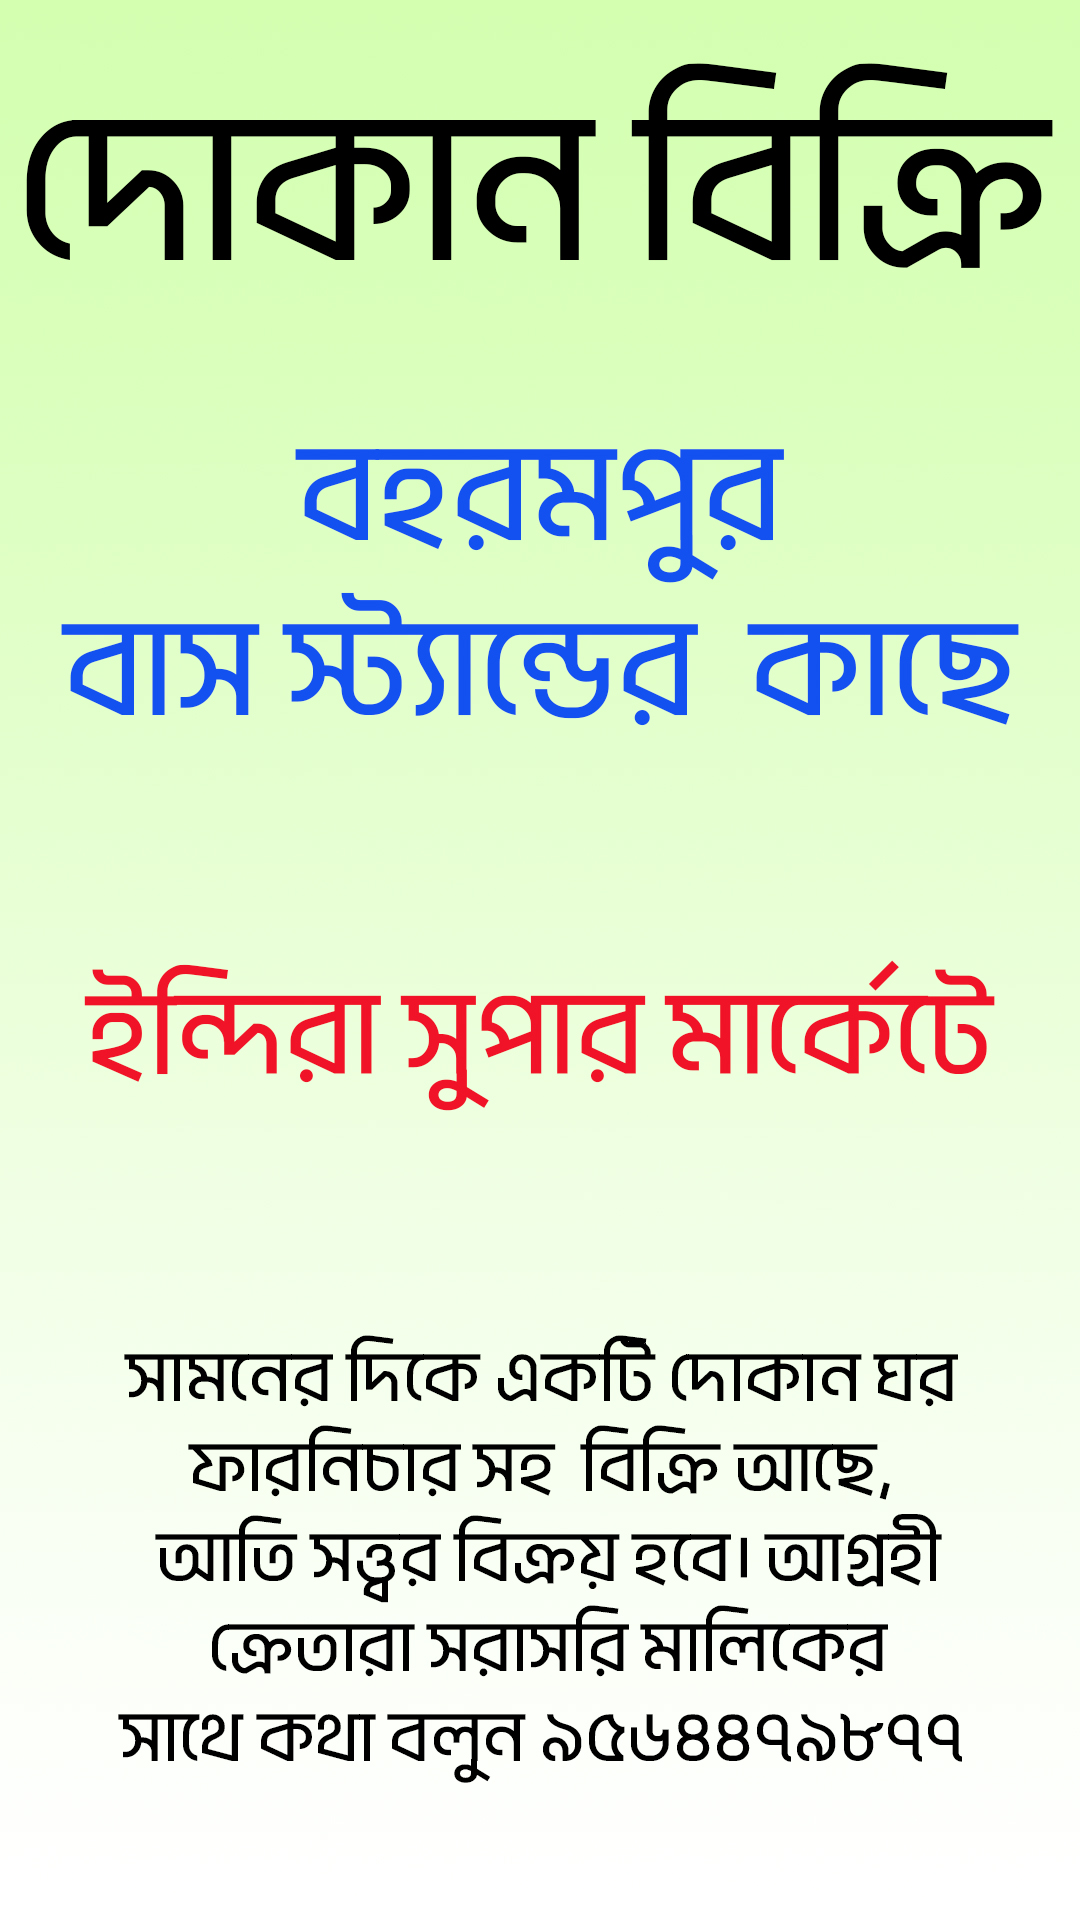 দোকান বিক্রি
বহরমপুর
বাস স্ট্যান্ডের কাছে
ইন্দিরা সুপার মার্কেটে
সামনের দিকে একটি দোকান ঘর
ফারনিচার সহ বিক্রি আছে,
আতি সত্ত্বর বিক্রয় হবে। আগ্রহী
ক্রেতারা সরাসরি মালিকের
সাথে কথা বলুন ৯৫৬৪৪৭৯৮৭৭